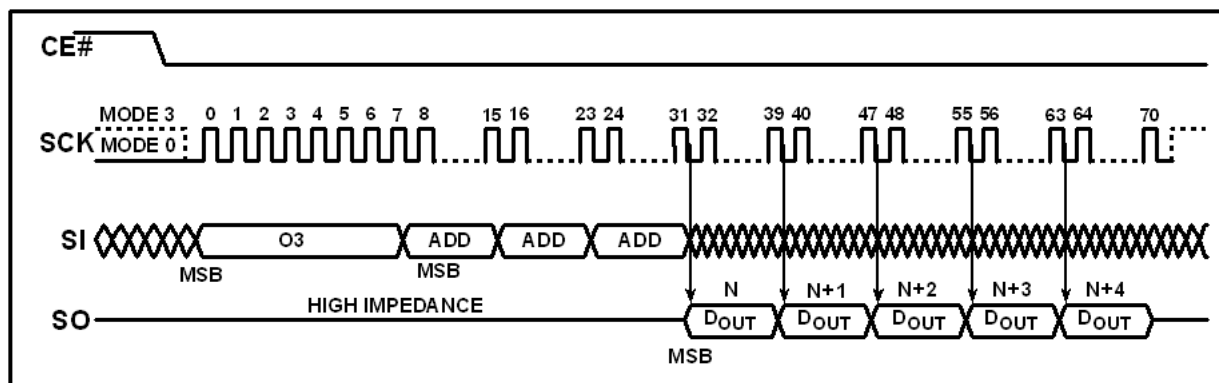 CE#
MODE 3
0 1 2 3 4 5 6 7 8 15 16 23 24 31 32 39 40 47 48 55 56 63 64 70
SCK
MODE 0
SI
O3 ADD ADD ADD
MSB MSB
N N+1 N+2 N+3 N+4
HIGH IMPEDANCE
SO
DOUT DOUT DOUT DOUT DOUT
MSB